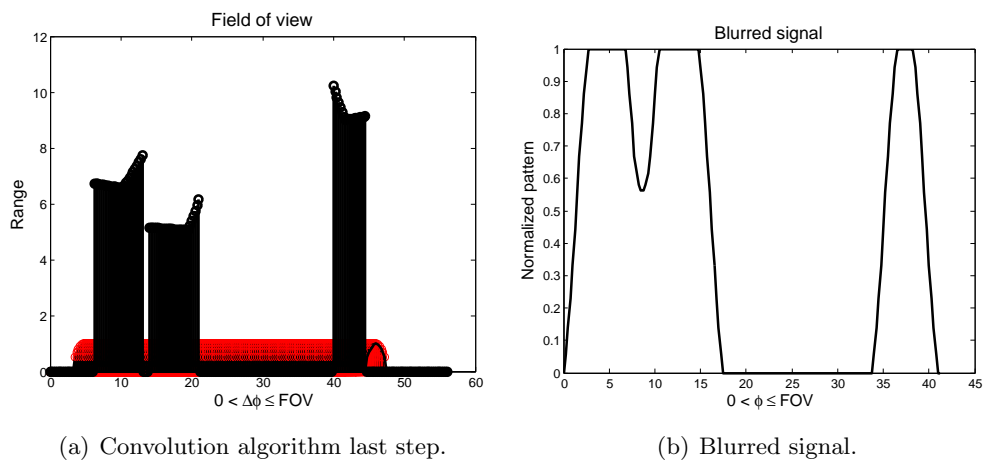 Field of view
Range
12
10
8
6
4
2
0
0 10 20 30 40 50 60
0 < Δϕ ≤ FOV
(a) Convolution algorithm last step.
Blurred signal
Normalized pattern
1
0.9
0.8
0.7
0.6
0.5
0.4
0.3
0.2
0.1
0
0 5 10 15 20 25 30 35 40 45
0 < ϕ ≤ FOV
(b) Blurred signal.